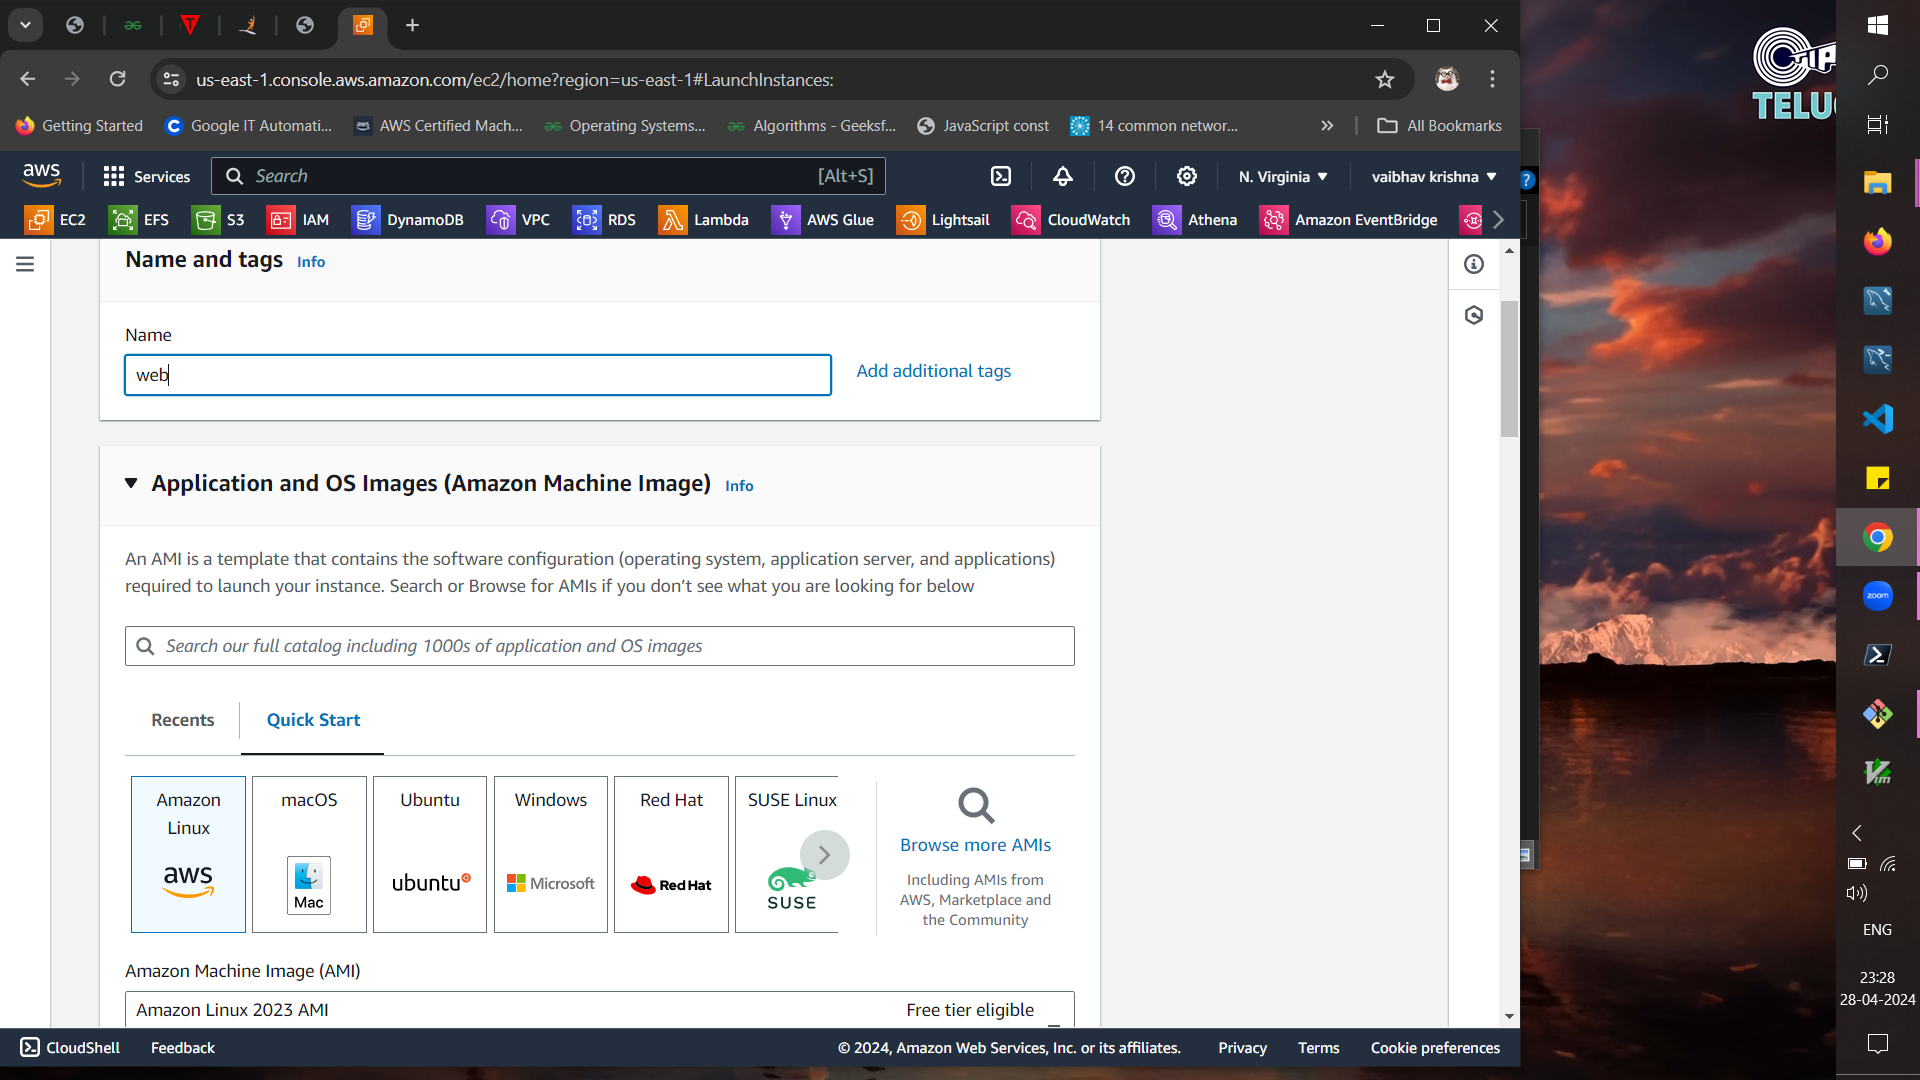 us-east-1.console.aws.amazon.com/ec2/home?region=us-east-1#LaunchInstances:
Getting Started
Google IT Automati...
AWS Certified Mach...
Operating Systems...
Algorithms - Geeksf...
JavaScript const
14 common networ...
»
All Bookmarks
aws
Services
Search
[Alt+S]
N. Virginia
vaibhav krishna
EC2
EFS
S3
IAM
DynamoDB
VPC
RDS
Lambda
AWS Glue
Lightsail
CloudWatch
Athena
Amazon EventBridge
Name and tags Info
Name
web
Add additional tags
Application and OS Images (Amazon Machine Image) Info
An AMI is a template that contains the software configuration (operating system, application server, and applications)
required to launch your instance. Search or Browse for AMIs if you don’t see what you are looking for below
Search our full catalog including 1000s of application and OS images
Recents
Quick Start
Amazon
Linux
aws
macOS
Mac
Ubuntu
ubuntu
Windows
Microsoft
Red Hat
Red Hat
SUSE Linux
SUSE
Browse more AMIs
Including AMIs from
AWS, Marketplace and
the Community
Amazon Machine Image (AMI)
Amazon Linux 2023 AMI
Free tier eligible
CloudShell
Feedback
© 2024, Amazon Web Services, Inc. or its affiliates.
Privacy
Terms
Cookie preferences
zoom
ENG
23:28
28-04-2024